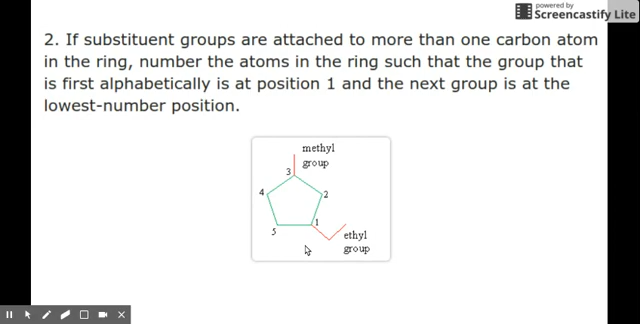 powered by
Screencastify Lite
2. If substituent groups are attached to more than one carbon atom
in the ring, number the atoms in the ring such that the group that
is first alphabetically is at position 1 and the next group is at the
lowest-number position.
methyl
group
3
4
2
1
5
ethyl
group